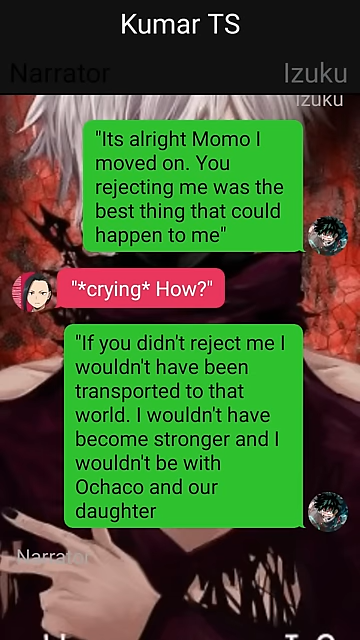 Kumar TS
Narrator
Izuku
Izuku
"Its alright Momo I
moved on. You
rejecting me was the
best thing that could
happen to me"
"*crying* How?"
"If you didn't reject me I
wouldn't have been
transported to that
world. I wouldn't have
become stronger and I
wouldn't be with
Ochaco and our
daughter
Narrator